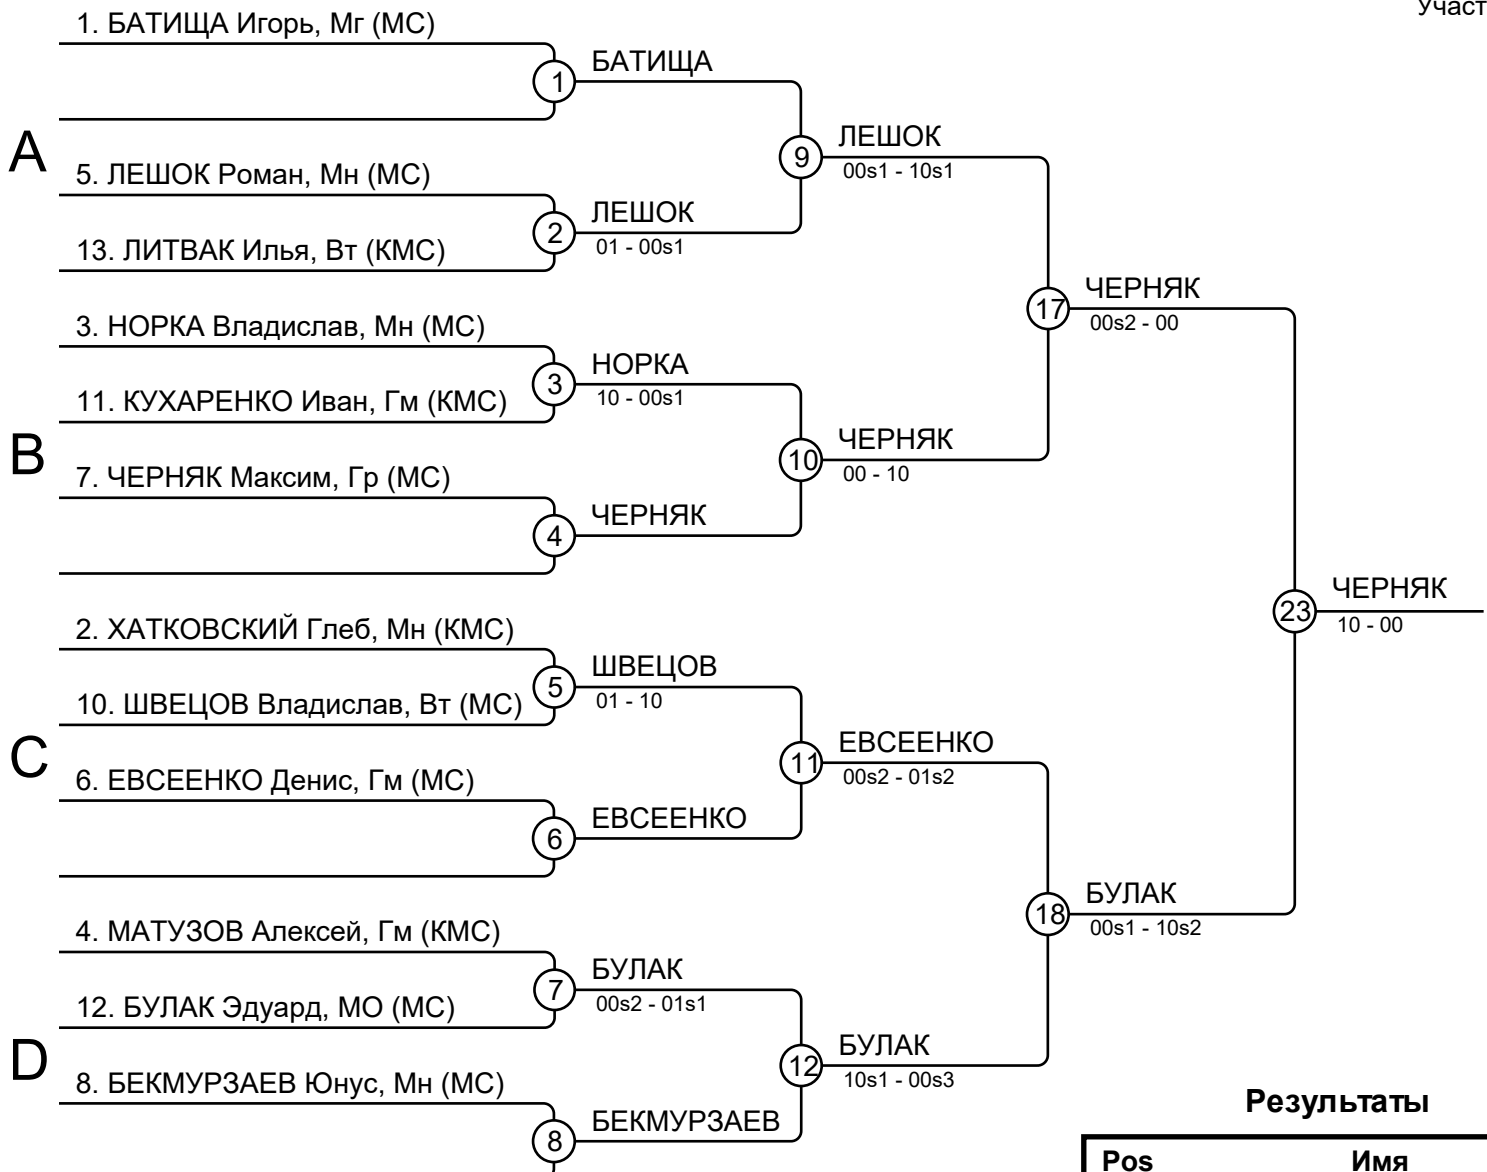 Участ
1. БАТИЩА Игорь, Мг (МС)
1
БАТИЩА
A
5. ЛЕШОК Роман, Мн (МС)
13. ЛИТВАК Илья, Вт (КМС)
2
ЛЕШОК
01 - 00s1
9
ЛЕШОК
00s1 - 10s1
3. НОРКА Владислав, Мн (МС)
11. КУХАРЕНКО Иван, Гм (КМС)
3
НОРКА
10 - 00s1
B
7. ЧЕРНЯК Максим, Гр (МС)
4
ЧЕРНЯК
10
ЧЕРНЯК
00 - 10
17
ЧЕРНЯК
00s2 - 00
2. ХАТКОВСКИЙ Глеб, Мн (КМС)
10. ШВЕЦОВ Владислав, Вт (МС)
5
ШВЕЦОВ
01 - 10
C
6. ЕВСЕЕНКО Денис, Гм (МС)
6
ЕВСЕЕНКО
11
ЕВСЕЕНКО
00s2 - 01s2
4. МАТУЗОВ Алексей, Гм (КМС)
12. БУЛАК Эдуард, МО (МС)
7
БУЛАК
00s2 - 01s1
D
8. БЕКМУРЗАЕВ Юнус, Мн (МС)
8
БЕКМУРЗАЕВ
12
БУЛАК
10s1 - 00s3
18
БУЛАК
00s1 - 10s2
23
ЧЕРНЯК
10 - 00
Результаты
Pos Имя